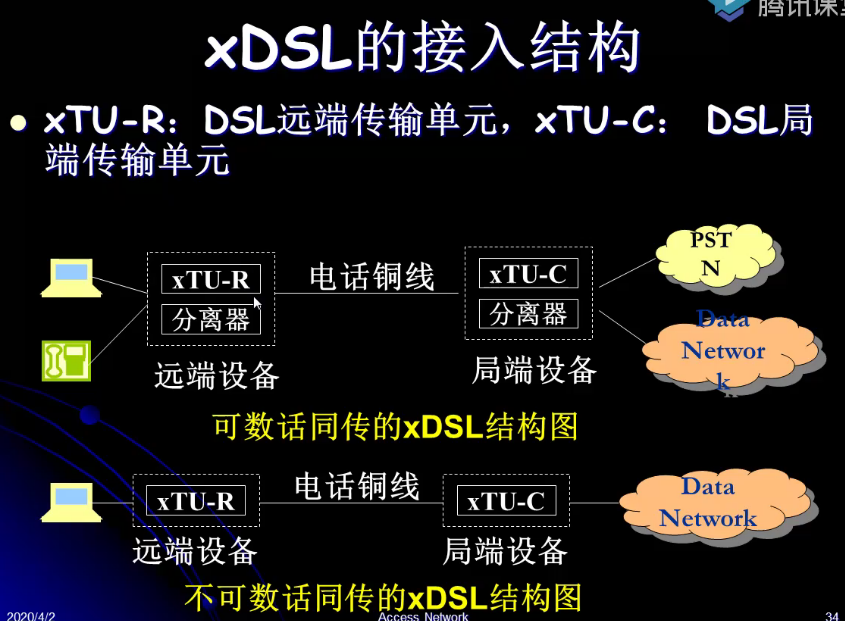 腾讯课堂
xDSL的接入结构
xTU-R：DSL远端传输单元，xTU-C： DSL局
端传输单元
xTU-R
分离器
电话铜线
xTU-C
分离器
PST
N
Data
Networ
k
远端设备
局端设备
可数话同传的xDSL结构图
xTU-R
电话铜线
xTU-C
Data
Network
远端设备
局端设备
不可数话同传的xDSL结构图
2020/4/2
Access Network
34